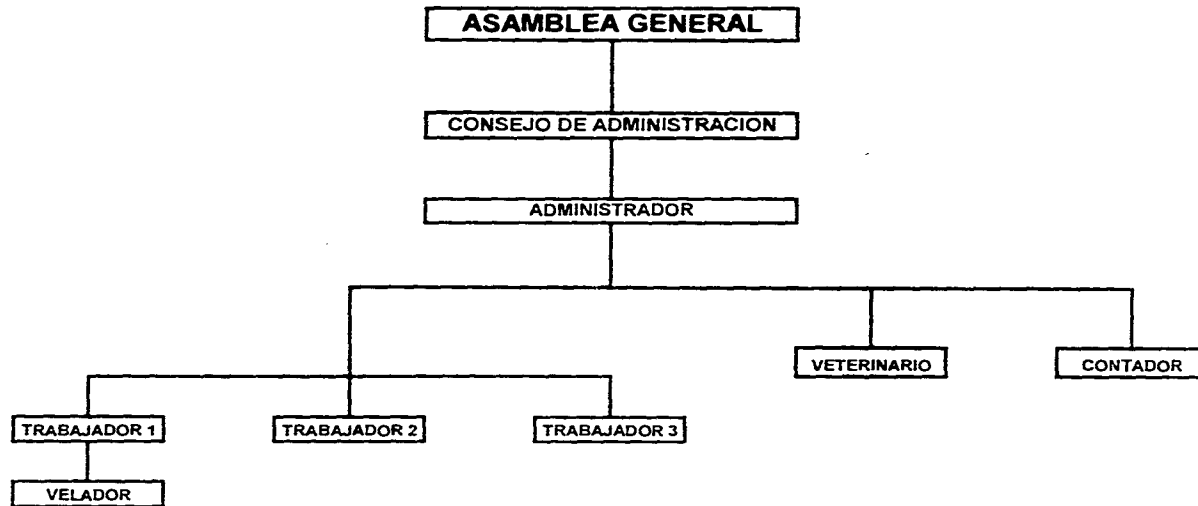 ASAMBLEA GENERAL
CONSEJO DE ADMINISTRACION
ADMINISTRADOR
VETERINARIO
CONTADOR
TRABAJADOR 1
TRABAJADOR 2
TRABAJADOR 3
VELADOR